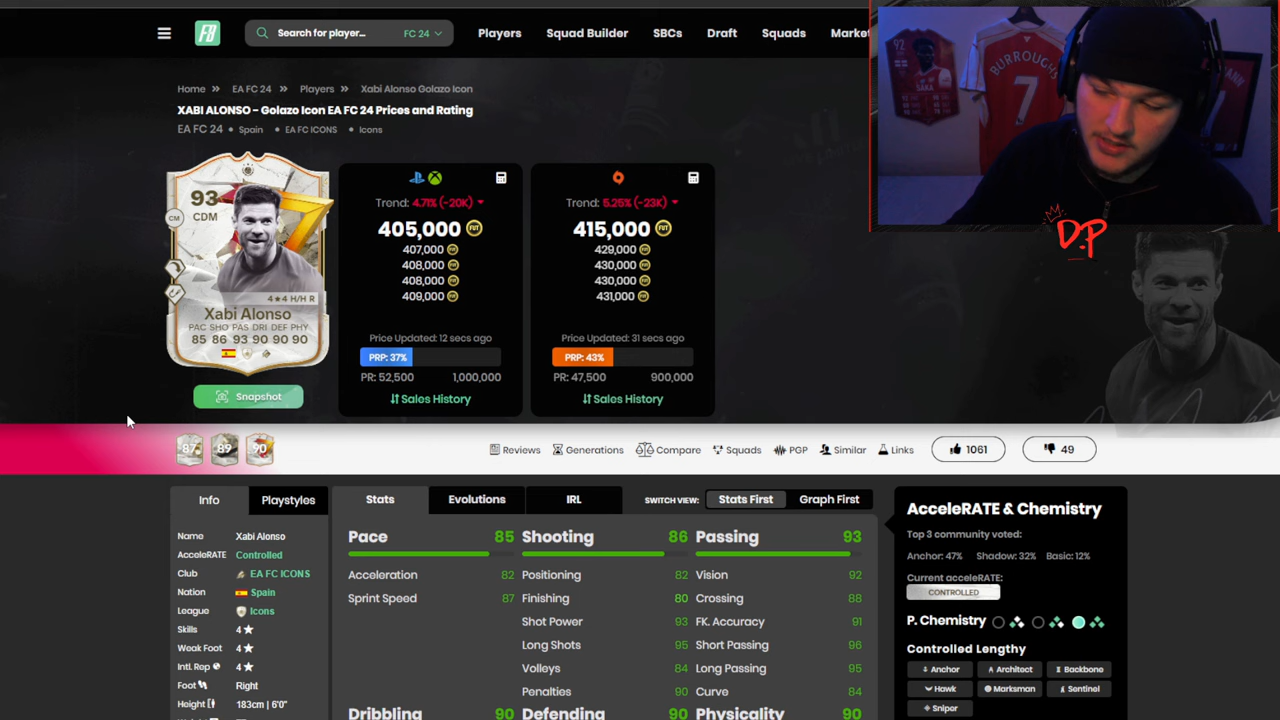 FB
Search for player...
FC 24
Players
Squad Builder
SBCs
Draft
Squads
Home
EA FC 24
Players
Xabi Alonso Golazo Icon
XABI ALONSO - Golazo Icon EA FC 24 Prices and Rating
EA FC 24 • Spain • EA FC ICONS • Icons
93
CDM
CM
4★4 H/H R
Xabi Alonso
PAC SHO PAS DRI DEF PHY
85 86 93 90 90 90
Snapshot
Trend: 4.71% (-20K)
405,000
407,000
408,000
408,000
409,000
Price Updated: 12 secs ago
PRP: 37%
PR: 52,500 1,000,000
Sales History
Trend: 5.25% (-23K)
415,000
429,000
430,000
430,000
431,000
Price Updated: 31 secs ago
PRP: 43%
PR: 47,500 900,000
Sales History
92
SAKA
BURROUGHS
7
D.P
87
89
90
Reviews
Generations
Compare
Squads
PGP
Similar
Links
1061
49
Info
Playstyles
Name Xabi Alonso
AcceleRATE Controlled
Club EA FC ICONS
Nation Spain
League Icons
Skills 4★
Weak Foot 4★
Intl. Rep 4★
Foot Right
Height 183cm | 6'0"
Stats
Evolutions
IRL
SWITCH VIEW:
Stats First
Graph First
Pace 85
Acceleration 82
Sprint Speed 87
Shooting 86
Positioning 82
Finishing 80
Shot Power 93
Long Shots 95
Volleys 84
Penalties 90
Passing 93
Vision 92
Crossing 88
FK. Accuracy 91
Short Passing 96
Long Passing 95
Curve 84
Dribbling 90
Defending 90
Physicality 90
AcceleRATE & Chemistry
Top 3 community voted:
Anchor: 47% Shadow: 32% Basic: 12%
Current acceleRATE:
CONTROLLED
P. Chemistry
Controlled Lengthy
Anchor
Architect
Backbone
Hawk
Marksman
Sentinel
Sniper